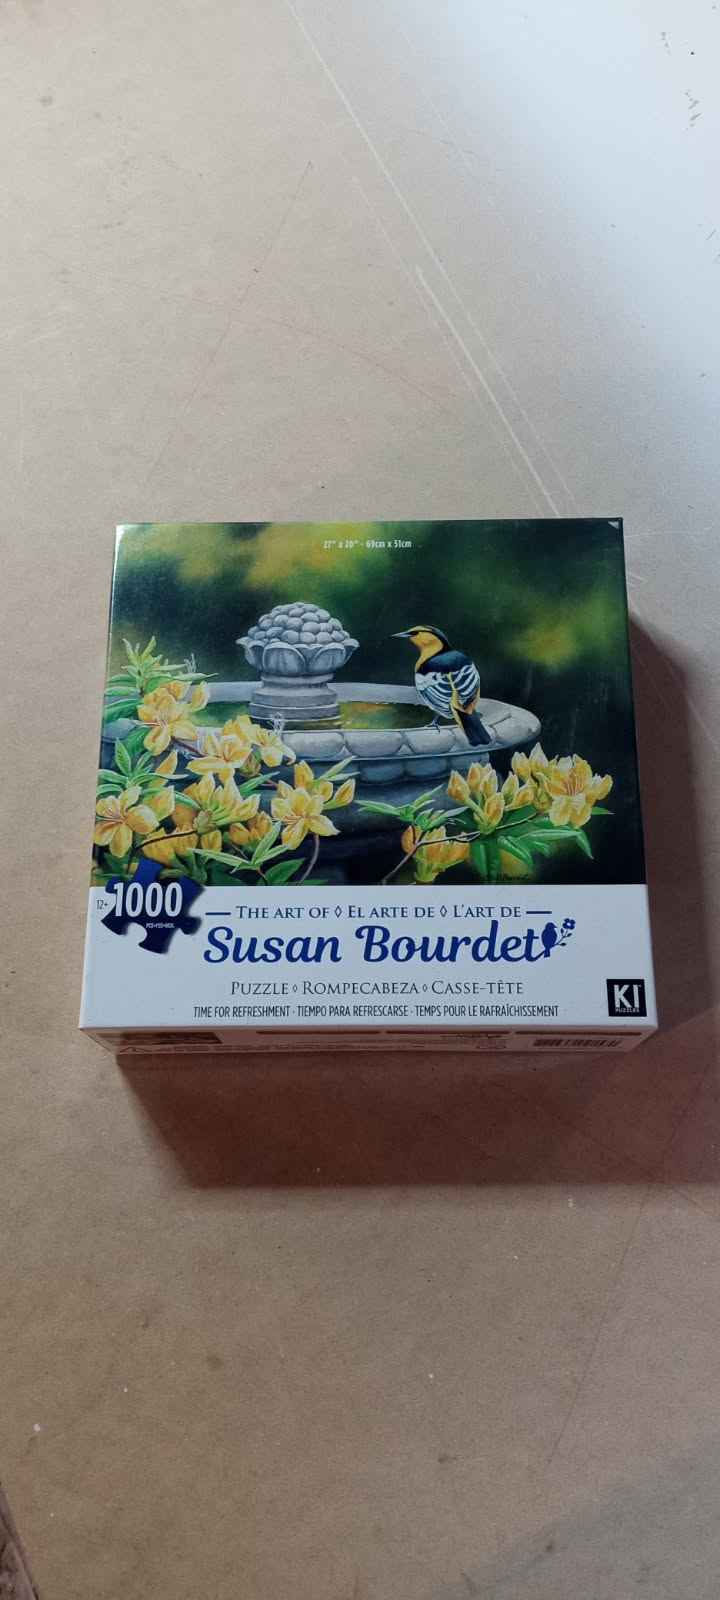 27" x 20" - 69cm x 51cm
12+
1000
THE ART OF ◊ EL ARTE DE ◊ L'ART DE
Susan Bourdet
PUZZLE ◊ ROMPECABEZA ◊ CASSE-TÊTE
TIME FOR REFRESHMENT · TIEMPO PARA REFRESCARSE · TEMPS POUR LE RAFRAÎCHISSEMENT
KI
PUZZLES